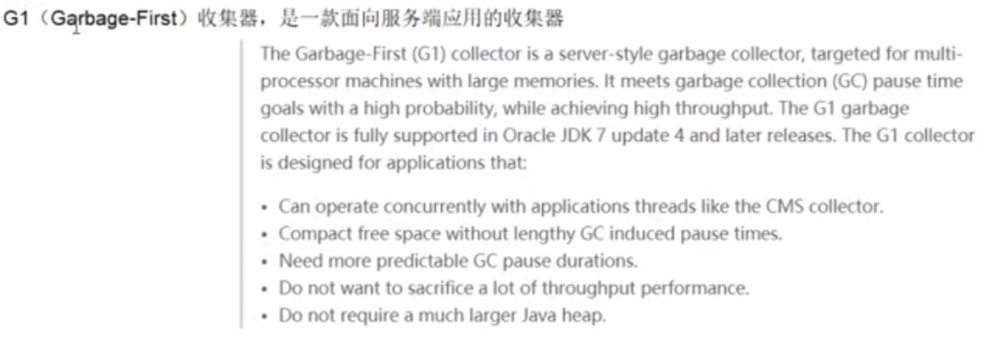 G1（Garbage-First）收集器，是一款面向服务端应用的收集器
The Garbage-First (G1) collector is a server-style garbage collector, targeted for multi-
processor machines with large memories. It meets garbage collection (GC) pause time
goals with a high probability, while achieving high throughput. The G1 garbage
collector is fully supported in Oracle JDK 7 update 4 and later releases. The G1 collector
is designed for applications that:
• Can operate concurrently with applications threads like the CMS collector.
• Compact free space without lengthy GC induced pause times.
• Need more predictable GC pause durations.
• Do not want to sacrifice a lot of throughput performance.
• Do not require a much larger Java heap.